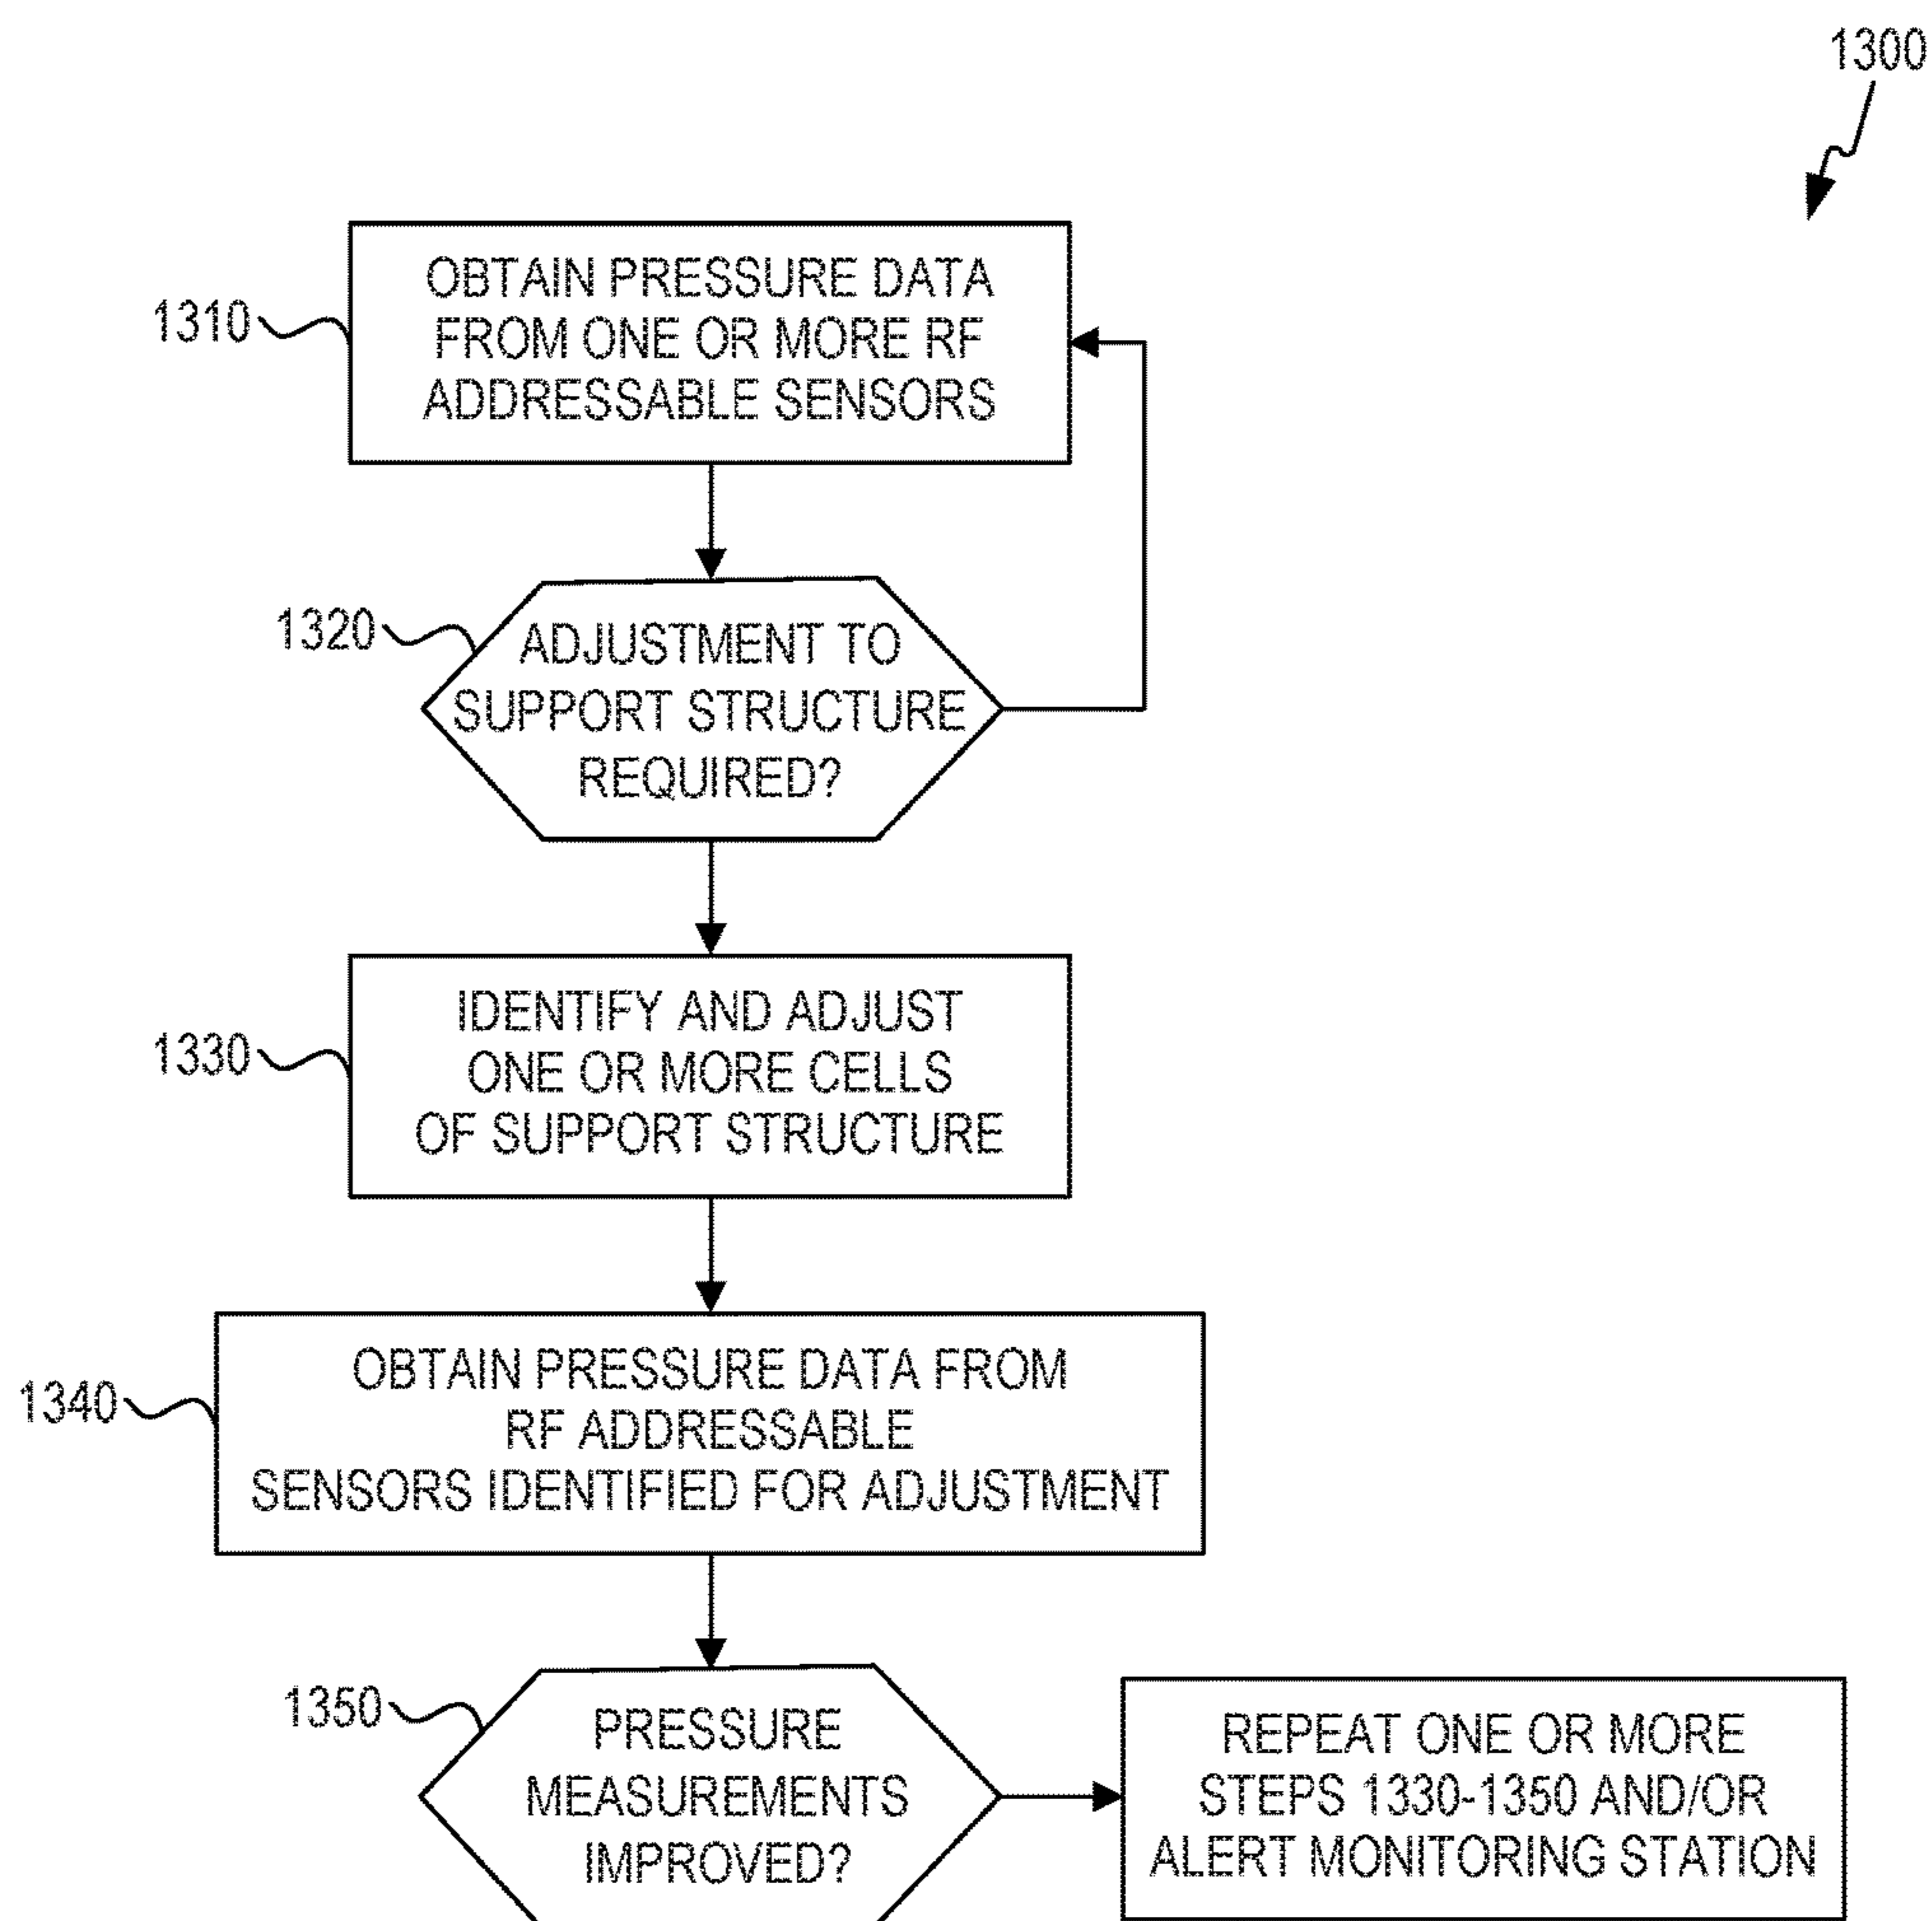 1300
1310
OBTAIN PRESSURE DATA
FROM ONE OR MORE RF
ADDRESSABLE SENSORS
1320
ADJUSTMENT TO
SUPPORT STRUCTURE
REQUIRED?
1330
IDENTIFY AND ADJUST
ONE OR MORE CELLS
OF SUPPORT STRUCTURE
1340
OBTAIN PRESSURE DATA FROM
RF ADDRESSABLE
SENSORS IDENTIFIED FOR ADJUSTMENT
1350
PRESSURE
MEASUREMENTS
IMPROVED?
REPEAT ONE OR MORE
STEPS 1330-1350 AND/OR
ALERT MONITORING STATION